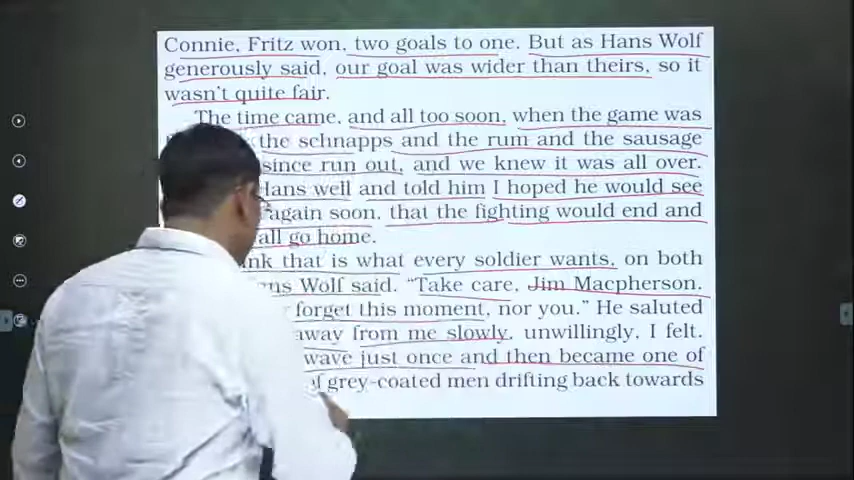 Connie, Fritz won, two goals to one. But as Hans Wolf
generously said, our goal was wider than theirs, so it
wasn't quite fair.
The time came, and all too soon, when the game was
the schnapps and the rum and the sausage
since run out, and we knew it was all over.
Hans well and told him I hoped he would see
again soon, that the fighting would end and
all go home.
that is what every soldier wants, on both
Wolf said. "Take care, Jim Macpherson.
forget this moment, nor you." He saluted
away from me slowly, unwillingly, I felt.
wave just once and then became one of
of grey-coated men drifting back towards